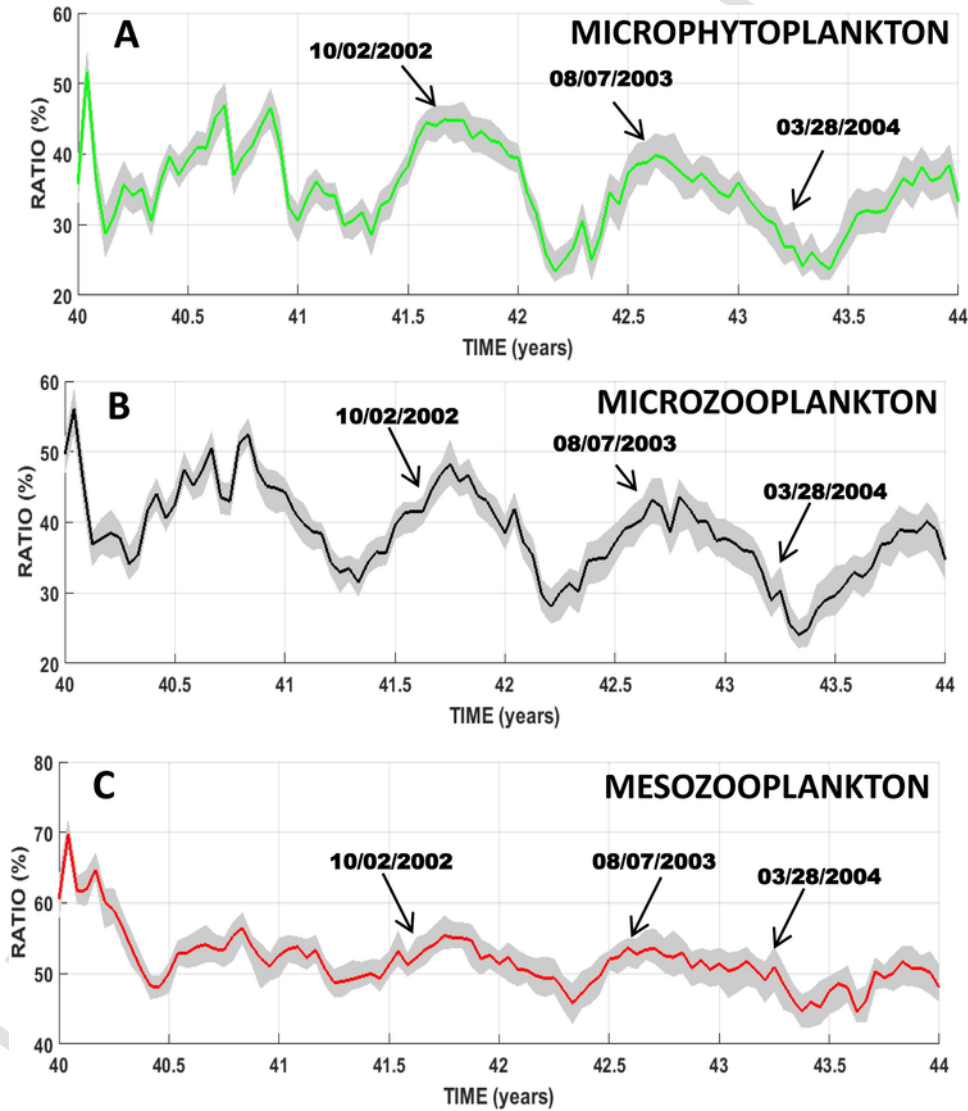 A
MICROPHYTOPLANKTON
10/02/2002
08/07/2003
03/28/2004
RATIO (%)
60
50
40
30
20
40 40.5 41 41.5 42 42.5 43 43.5 44
TIME (years)
B
MICROZOOPLANKTON
10/02/2002
08/07/2003
03/28/2004
RATIO (%)
60
50
40
30
20
40 40.5 41 41.5 42 42.5 43 43.5 44
TIME (years)
C
MESOZOOPLANKTON
10/02/2002
08/07/2003
03/28/2004
RATIO (%)
80
70
60
50
40
40 40.5 41 41.5 42 42.5 43 43.5 44
TIME (years)